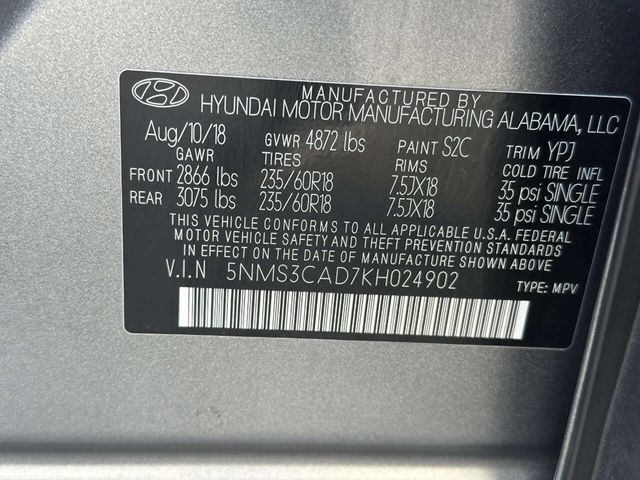 MANUFACTURED BY
HYUNDAI MOTOR MANUFACTURING ALABAMA, LLC
Aug/10/18 GVWR 4872 lbs PAINT S2C TRIM YPJ
GAWR TIRES RIMS COLD TIRE INFL
FRONT 2866 lbs 235/60R18 7.5JX18 35 psi SINGLE
REAR 3075 lbs 235/60R18 7.5JX18 35 psi SINGLE
THIS VEHICLE CONFORMS TO ALL APPLICABLE U.S.A. FEDERAL
MOTOR VEHICLE SAFETY AND THEFT PREVENTION STANDARDS
IN EFFECT ON THE DATE OF MANUFACTURE SHOWN ABOVE
V.I.N 5NMS3CAD7KH024902 TYPE: MPV